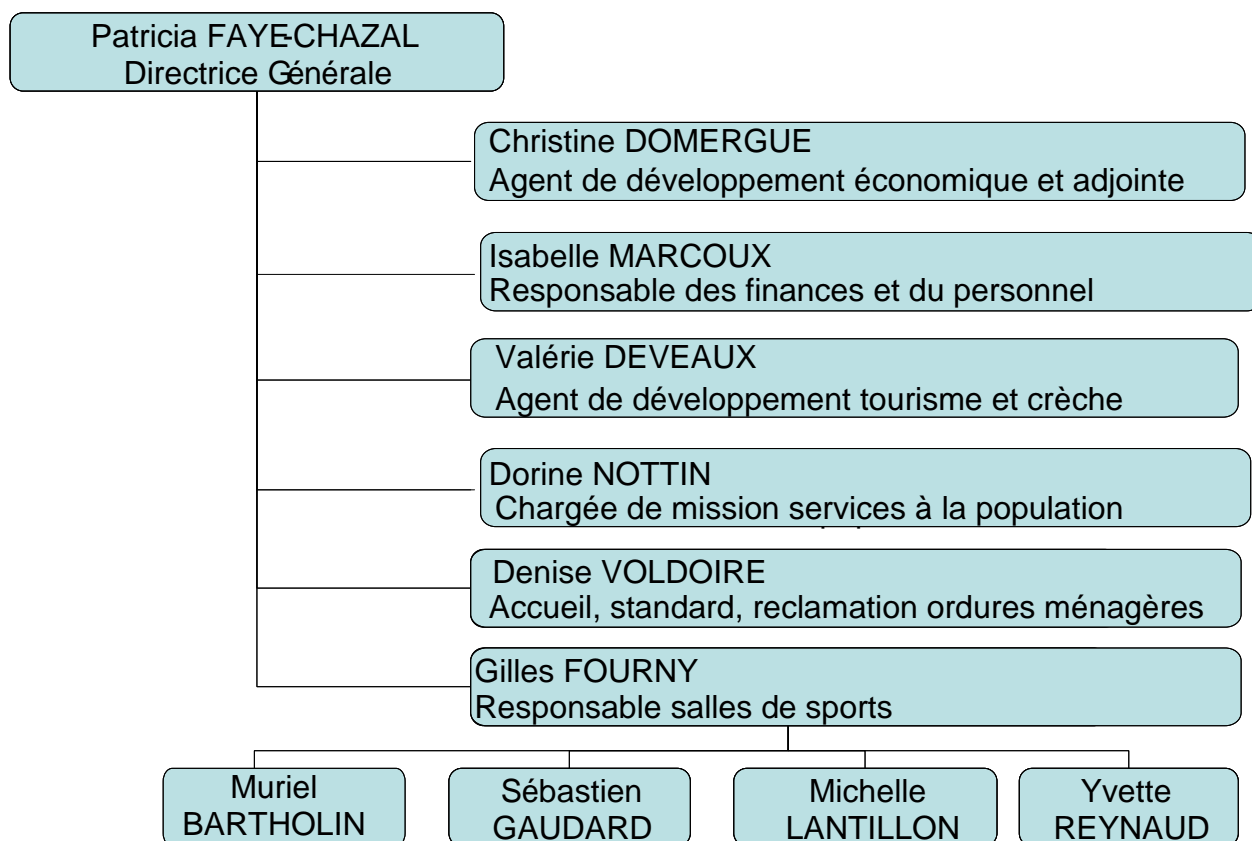 Patricia FAYE-CHAZAL
Directrice Générale
Christine DOMERGUE
Agent de développement économique et adjointe
Isabelle MARCOUX
Responsable des finances et du personnel
Valérie DEVEAUX
Agent de développement tourisme et crèche
Dorine NOTTIN
Chargée de mission services à la population
Denise VOLDOIRE
Accueil, standard, reclamation ordures ménagères
Gilles FOURNY
Responsable salles de sports
Muriel
BARTHOLIN
Sébastien
GAUDARD
Michelle
LANTILLON
Yvette
REYNAUD